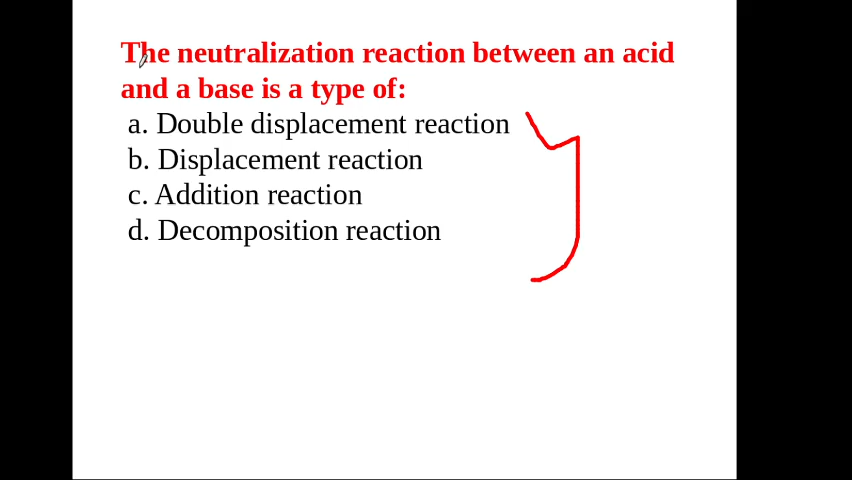 The neutralization reaction between an acid
and a base is a type of:
a. Double displacement reaction
b. Displacement reaction
c. Addition reaction
d. Decomposition reaction